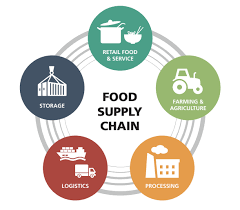 RETAIL FOOD
& SERVICE
STORAGE
FOOD
SUPPLY
CHAIN
FARMING &
AGRICULTURE
LOGISTICS
PROCESSING